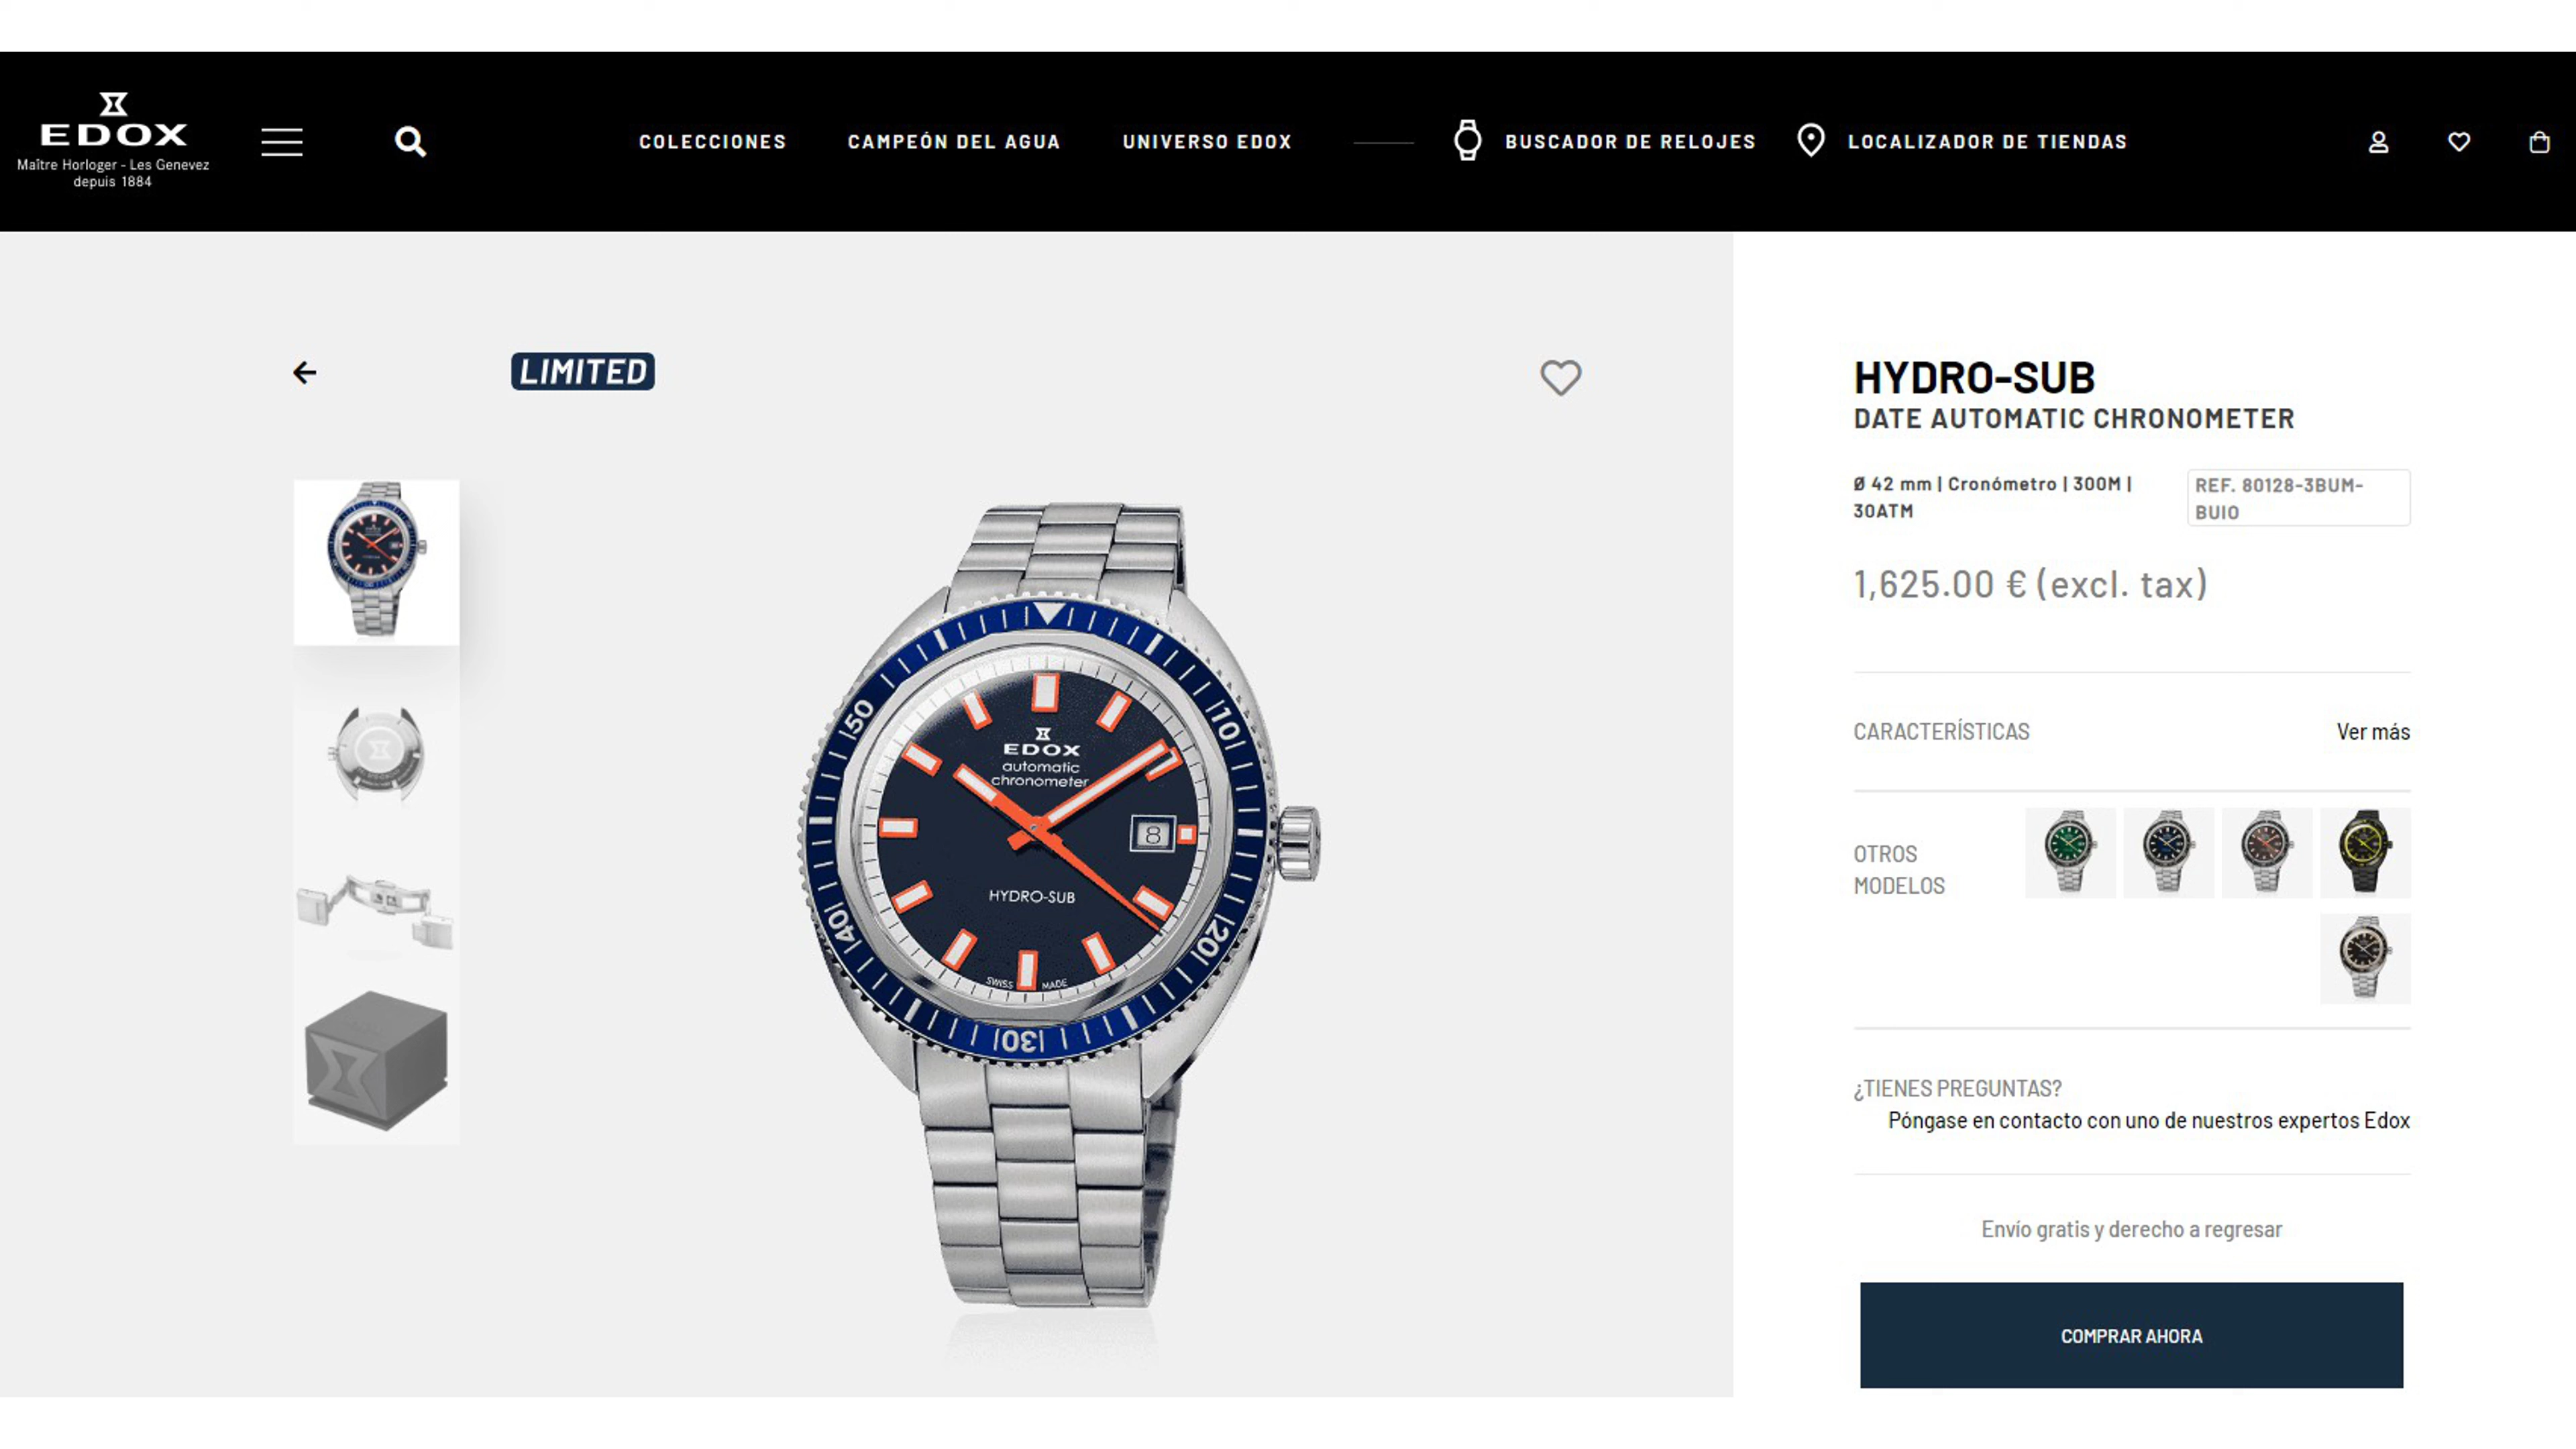 EDOX
Maître Horloger - Les Genevez
depuis 1884
COLECCIONES
CAMPEÓN DEL AGUA
UNIVERSO EDOX
BUSCADOR DE RELOJES
LOCALIZADOR DE TIENDAS
LIMITED
EDOX
automatic
chronometer
8
HYDRO-SUB
SWISS MADE
10
20
30
40
50
HYDRO-SUB
DATE AUTOMATIC CHRONOMETER
Ø 42 mm | Cronómetro | 300M |
30ATM
REF. 80128-3BUM-
BUIO
1,625.00 € (excl. tax)
CARACTERÍSTICAS
Ver más
OTROS
MODELOS
¿TIENES PREGUNTAS?
Póngase en contacto con uno de nuestros expertos Edox
Envío gratis y derecho a regresar
COMPRAR AHORA